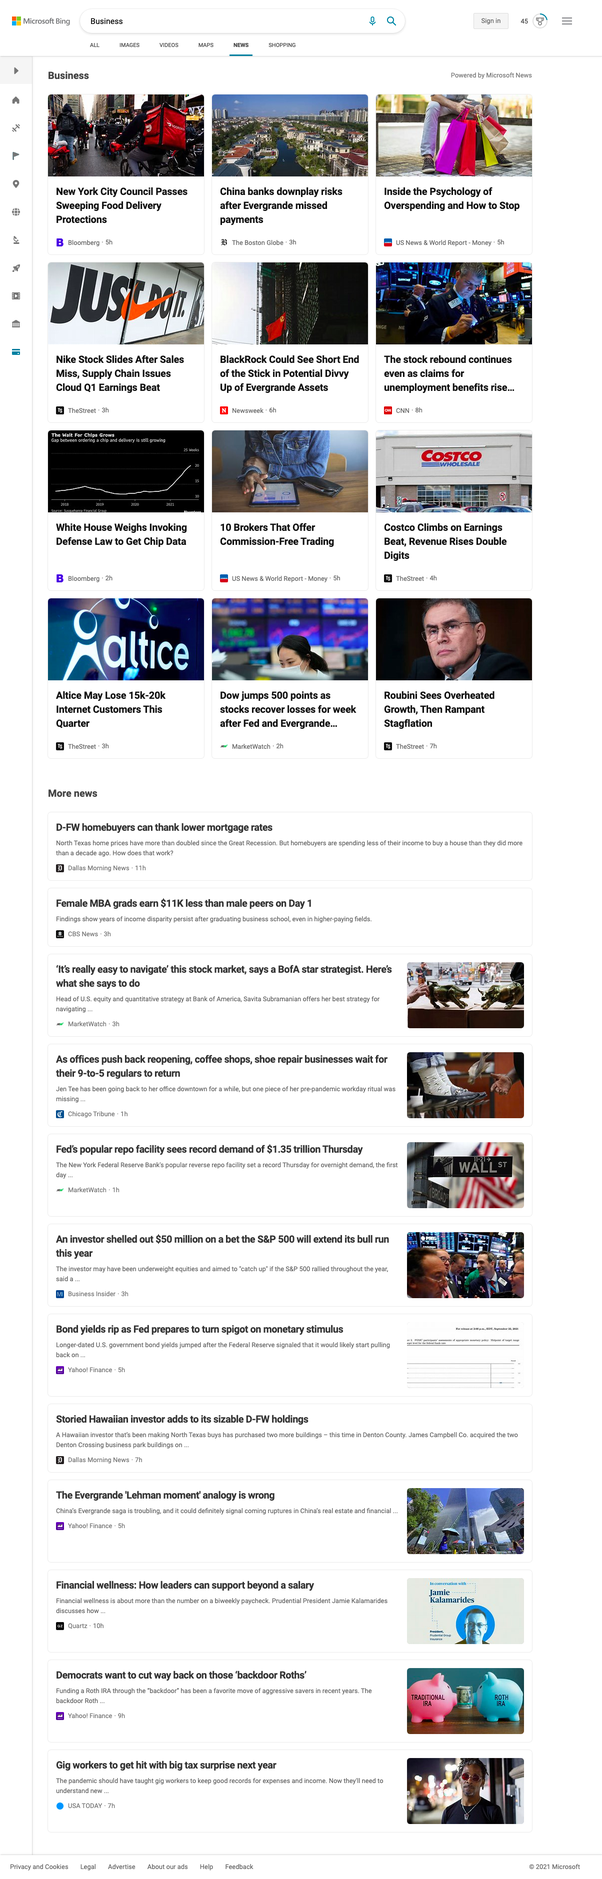 Microsoft Bing
Business
Sign in
45
ALL IMAGES VIDEOS MAPS NEWS SHOPPING
Business
Powered by Microsoft News
New York City Council Passes
Sweeping Food Delivery
Protections
Bloomberg · 5h
China banks downplay risks
after Evergrande missed
payments
The Boston Globe · 3h
Inside the Psychology of
Overspending and How to Stop
US News & World Report - Money · 5h
JUST DO IT.
Nike Stock Slides After Sales
Miss, Supply Chain Issues
Cloud Q1 Earnings Beat
TheStreet · 3h
BlackRock Could See Short End
of the Stick in Potential Divvy
Up of Evergrande Assets
Newsweek · 6h
The stock rebound continues
even as claims for
unemployment benefits rise...
CNN · 8h
The Wait For Chips Grows
Gap between ordering a chip and delivery is still growing
25 Weeks
20
15
10
2018 2019 2020 2021
White House Weighs Invoking
Defense Law to Get Chip Data
Bloomberg · 2h
10 Brokers That Offer
Commission-Free Trading
US News & World Report - Money · 5h
COSTCO
WHOLESALE
Costco Climbs on Earnings
Beat, Revenue Rises Double
Digits
TheStreet · 4h
altice
Altice May Lose 15k-20k
Internet Customers This
Quarter
TheStreet · 3h
Dow jumps 500 points as
stocks recover losses for week
after Fed and Evergrande...
MarketWatch · 2h
Roubini Sees Overheated
Growth, Then Rampant
Stagflation
TheStreet · 7h
More news
D-FW homebuyers can thank lower mortgage rates
North Texas home prices have more than doubled since the Great Recession. But homebuyers are spending less of their income to buy a house than they did more
than a decade ago. How does that work?
Dallas Morning News · 11h
Female MBA grads earn $11K less than male peers on Day 1
Findings show years of income disparity persist after graduating business school, even in higher-paying fields.
CBS News · 3h
'It's really easy to navigate' this stock market, says a BofA star strategist. Here's
what she says to do
Head of U.S. equity and quantitative strategy at Bank of America, Savita Subramanian offers her best strategy for
navigating ...
MarketWatch · 3h
As offices push back reopening, coffee shops, shoe repair businesses wait for
their 9-to-5 regulars to return
Jen Tee has been going back to her office downtown for a while, but one piece of her pre-pandemic workday ritual was
missing ...
Chicago Tribune · 1h
Fed's popular repo facility sees record demand of $1.35 trillion Thursday
The New York Federal Reserve Bank's popular reverse repo facility set a record Thursday for overnight demand, the first
day ...
MarketWatch · 1h
WALL ST
An investor shelled out $50 million on a bet the S&P 500 will extend its bull run
this year
The investor may have been underweight equities and aimed to "catch up" if the S&P 500 rallied throughout the year,
said a ...
Business Insider · 3h
Bond yields rip as Fed prepares to turn spigot on monetary stimulus
Longer-dated U.S. government bond yields jumped after the Federal Reserve signaled that it would likely start pulling
back on ...
Yahoo! Finance · 5h
Storied Hawaiian investor adds to its sizable D-FW holdings
A Hawaiian investor that's been making North Texas buys has purchased two more buildings – this time in Denton County. James Campbell Co. acquired the two
Denton Crossing business park buildings on ...
Dallas Morning News · 7h
The Evergrande 'Lehman moment' analogy is wrong
China's Evergrande saga is troubling, and it could definitely signal coming ruptures in China's real estate and financial ...
Yahoo! Finance · 5h
Financial wellness: How leaders can support beyond a salary
Financial wellness is about more than the number on a biweekly paycheck. Prudential President Jamie Kalamarides
discusses how ...
Quartz · 10h
In conversation with
Jamie
Kalamarides
Democrats want to cut way back on those 'backdoor Roths'
Funding a Roth IRA through the "backdoor" has been a favorite move of aggressive savers in recent years. The
backdoor Roth ...
Yahoo! Finance · 9h
TRADITIONAL
IRA
ROTH
IRA
Gig workers to get hit with big tax surprise next year
The pandemic should have taught gig workers to keep good records for expenses and income. Now they'll need to
understand new ...
USA TODAY · 7h
Privacy and Cookies Legal Advertise About our ads Help Feedback
© 2021 Microsoft